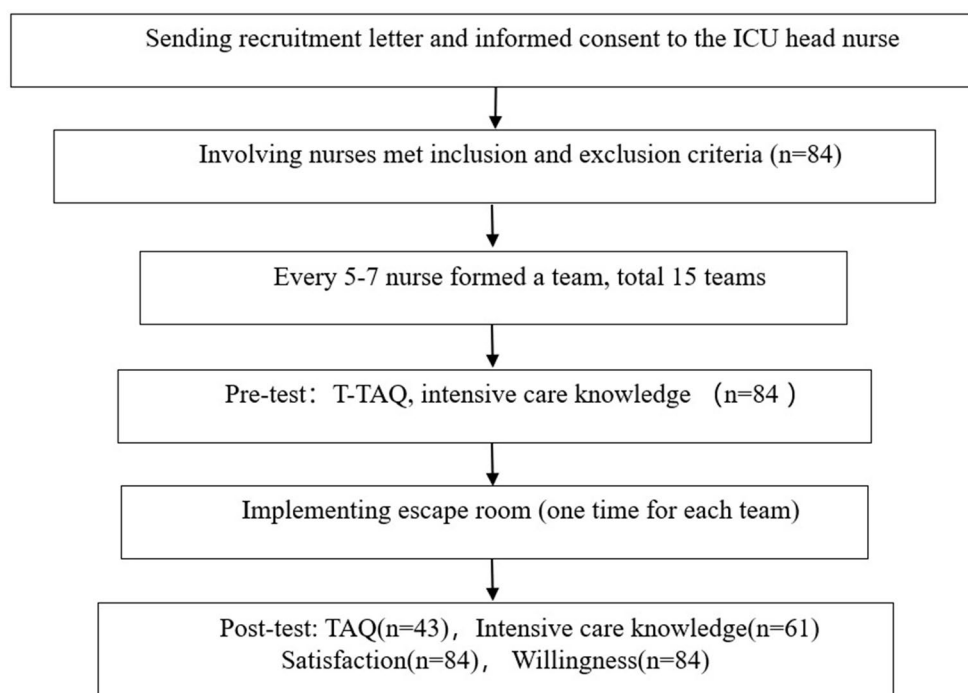 Sending recruitment letter and informed consent to the ICU head nurse
Involving nurses met inclusion and exclusion criteria (n=84)
Every 5-7 nurse formed a team, total 15 teams
Pre-test： T-TAQ, intensive care knowledge （n=84 ）
Implementing escape room (one time for each team)
Post-test: TAQ(n=43)， Intensive care knowledge(n=61)
Satisfaction(n=84)， Willingness(n=84)